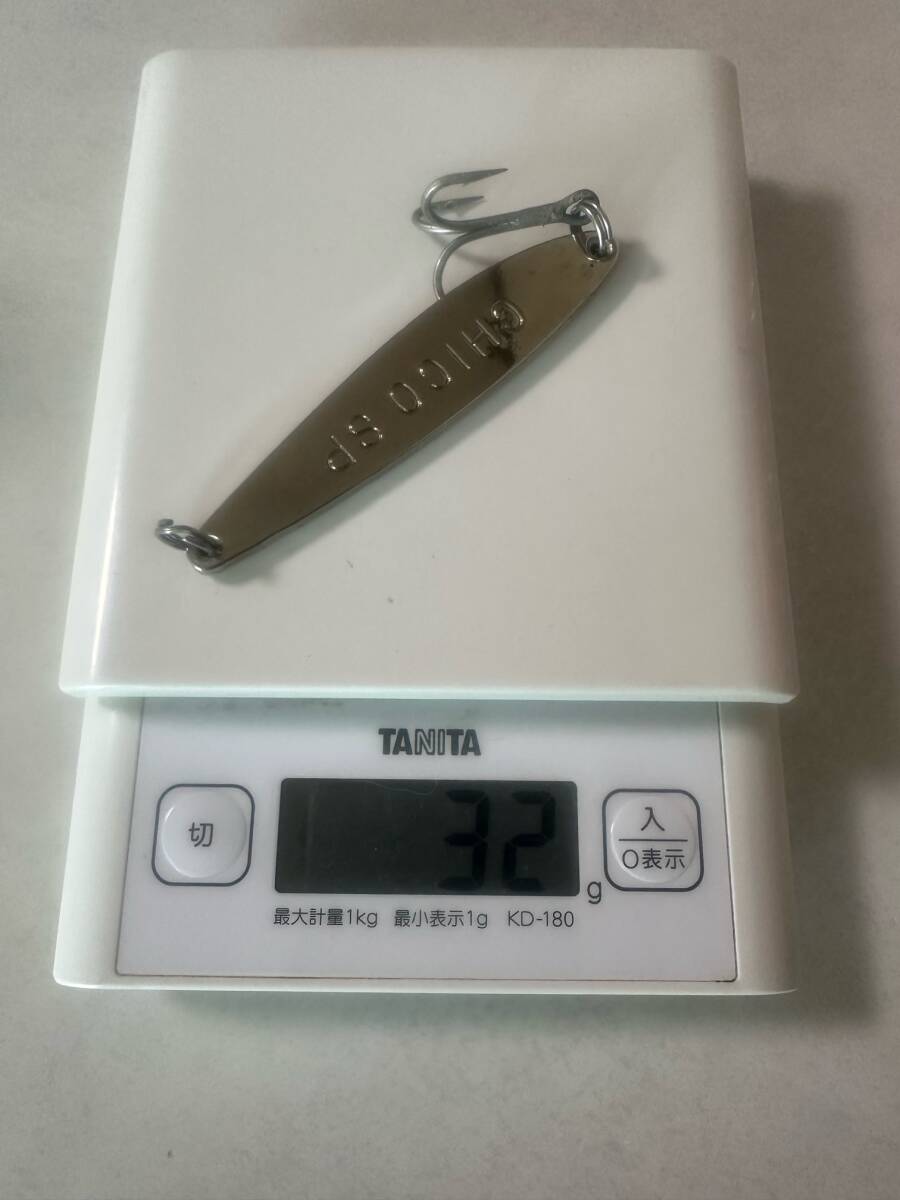 CHICO SP
TANITA
切
32
g
入
0表示
最大計量1kg 最小表示1g KD-180